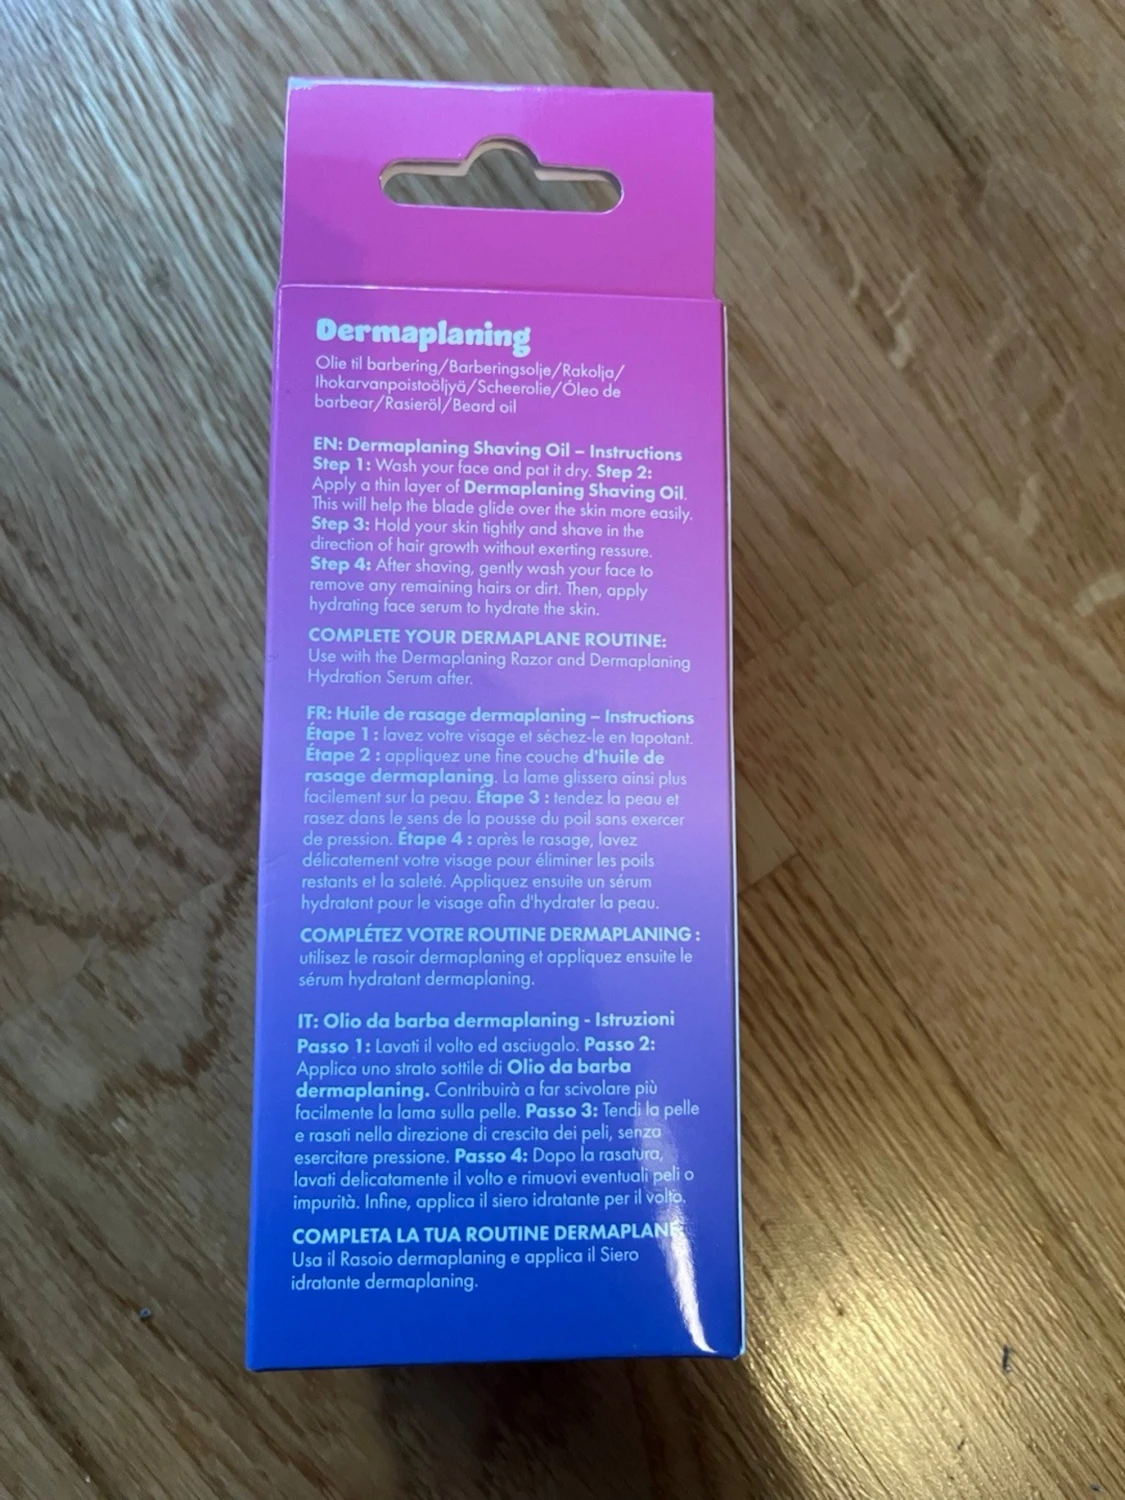 Dermaplaning
Olie til barbering/Barberingsolje/Rakolja/
Ihokarvanpoistoöljyä/Scheerolie/Óleo de
barbear/Rasieröl/Beard oil
EN: Dermaplaning Shaving Oil – Instructions
Step 1: Wash your face and pat it dry. Step 2:
Apply a thin layer of Dermaplaning Shaving Oil.
This will help the blade glide over the skin more easily.
Step 3: Hold your skin tightly and shave in the
direction of hair growth without exerting ressure.
Step 4: After shaving, gently wash your face to
remove any remaining hairs or dirt. Then, apply
hydrating face serum to hydrate the skin.
COMPLETE YOUR DERMAPLANE ROUTINE:
Use with the Dermaplaning Razor and Dermaplaning
Hydration Serum after.
FR: Huile de rasage dermaplaning – Instructions
Étape 1 : lavez votre visage et séchez-le en tapotant.
Étape 2 : appliquez une fine couche d'huile de
rasage dermaplaning. La lame glissera ainsi plus
facilement sur la peau. Étape 3 : tendez la peau et
rasez dans le sens de la pousse du poil sans exercer
de pression. Étape 4 : après le rasage, lavez
délicatement votre visage pour éliminer les poils
restants et la saleté. Appliquez ensuite un sérum
hydratant pour le visage afin d'hydrater la peau.
COMPLÉTEZ VOTRE ROUTINE DERMAPLANING :
utilisez le rasoir dermaplaning et appliquez ensuite le
sérum hydratant dermaplaning.
IT: Olio da barba dermaplaning - Istruzioni
Passo 1: Lavati il volto ed asciugalo. Passo 2:
Applica uno strato sottile di Olio da barba
dermaplaning. Contribuirà a far scivolare più
facilmente la lama sulla pelle. Passo 3: Tendi la pelle
e rasati nella direzione di crescita dei peli, senza
esercitare pressione. Passo 4: Dopo la rasatura,
lavati delicatamente il volto e rimuovi eventuali peli o
impurità. Infine, applica il siero idratante per il volto.
COMPLETA LA TUA ROUTINE DERMAPLANE
Usa il Rasoio dermaplaning e applica il Siero
idratante dermaplaning.